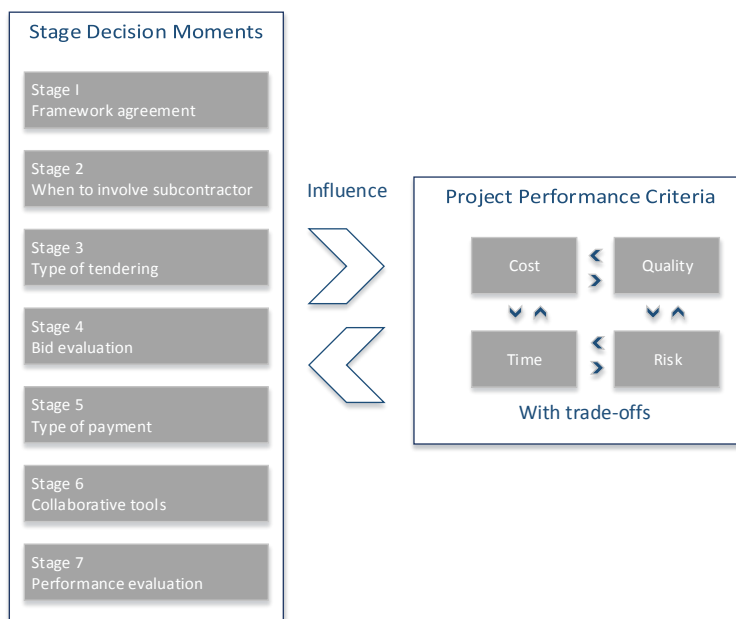 Stage Decision Moments
Stage I
Framework agreement
Stage 2
When to involve subcontractor
Stage 3
Type of tendering
Stage 4
Bid evaluation
Stage 5
Type of payment
Stage 6
Collaborative tools
Stage 7
Performance evaluation
Influence
Project Performance Criteria
Cost
Quality
Time
Risk
With trade-offs